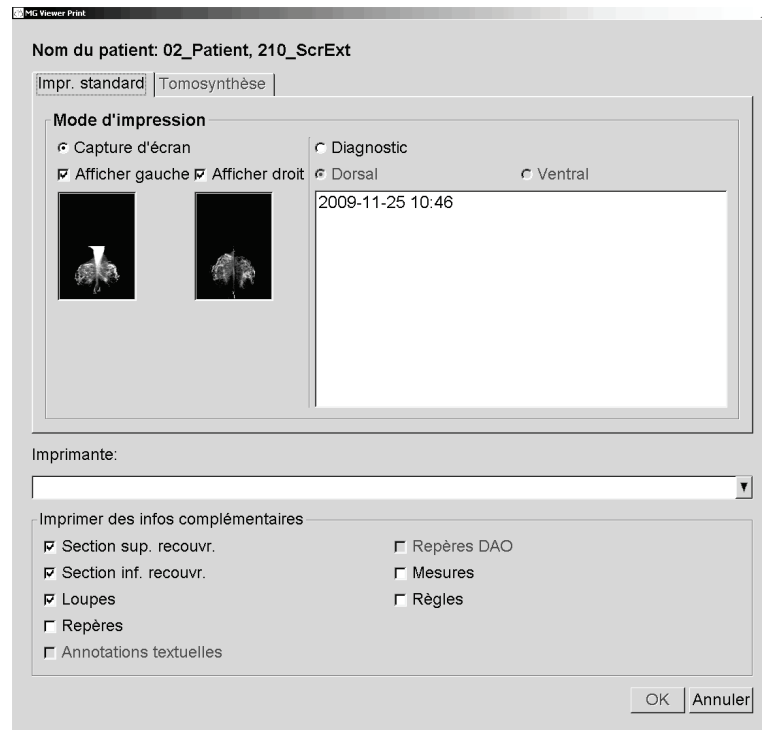 MG Viewer Print
Nom du patient: 02_Patient, 210_ScrExt
Impr. standard Tomosynthèse
Mode d'impression
Capture d'écran Diagnostic
Afficher gauche Afficher droit Dorsal Ventral
2009-11-25 10:46
Imprimante:
Imprimer des infos complémentaires
Section sup. recouvr. Repères DAO
Section inf. recouvr. Mesures
Loupes Règles
Repères
Annotations textuelles
OK Annuler